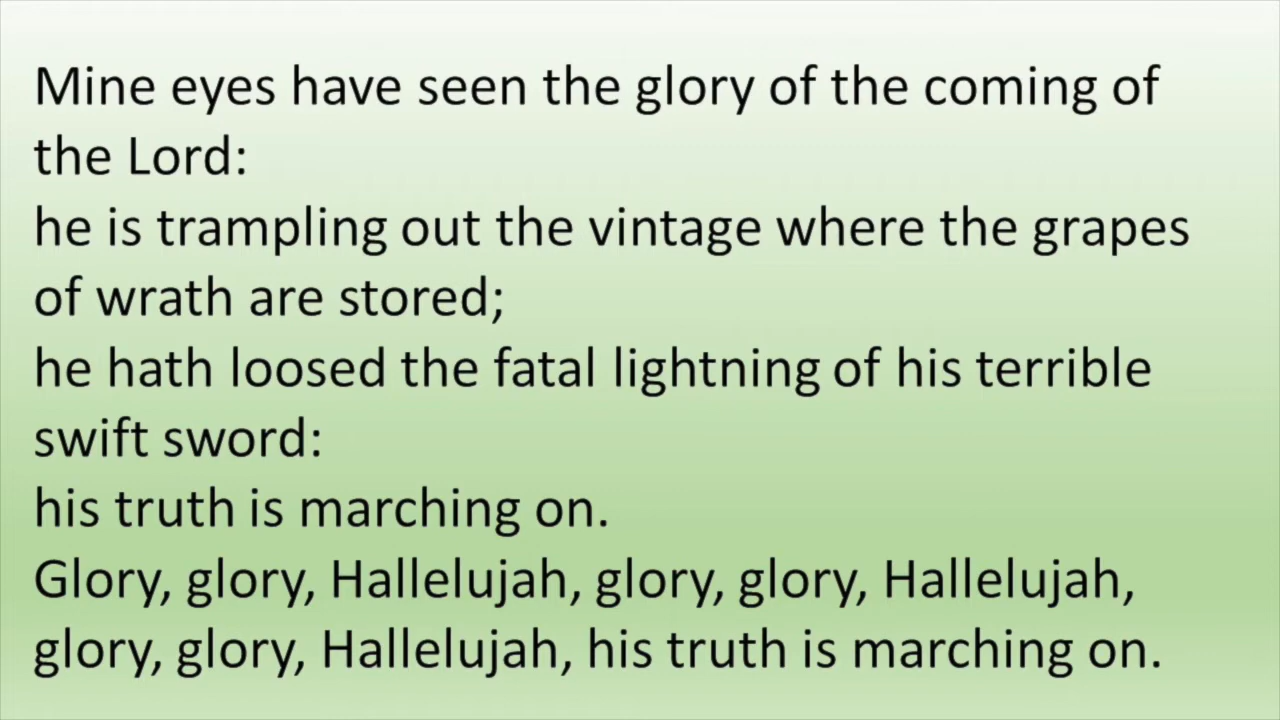 Mine eyes have seen the glory of the coming of
the Lord:
he is trampling out the vintage where the grapes
of wrath are stored;
he hath loosed the fatal lightning of his terrible
swift sword:
his truth is marching on.
Glory, glory, Hallelujah, glory, glory, Hallelujah,
glory, glory, Hallelujah, his truth is marching on.